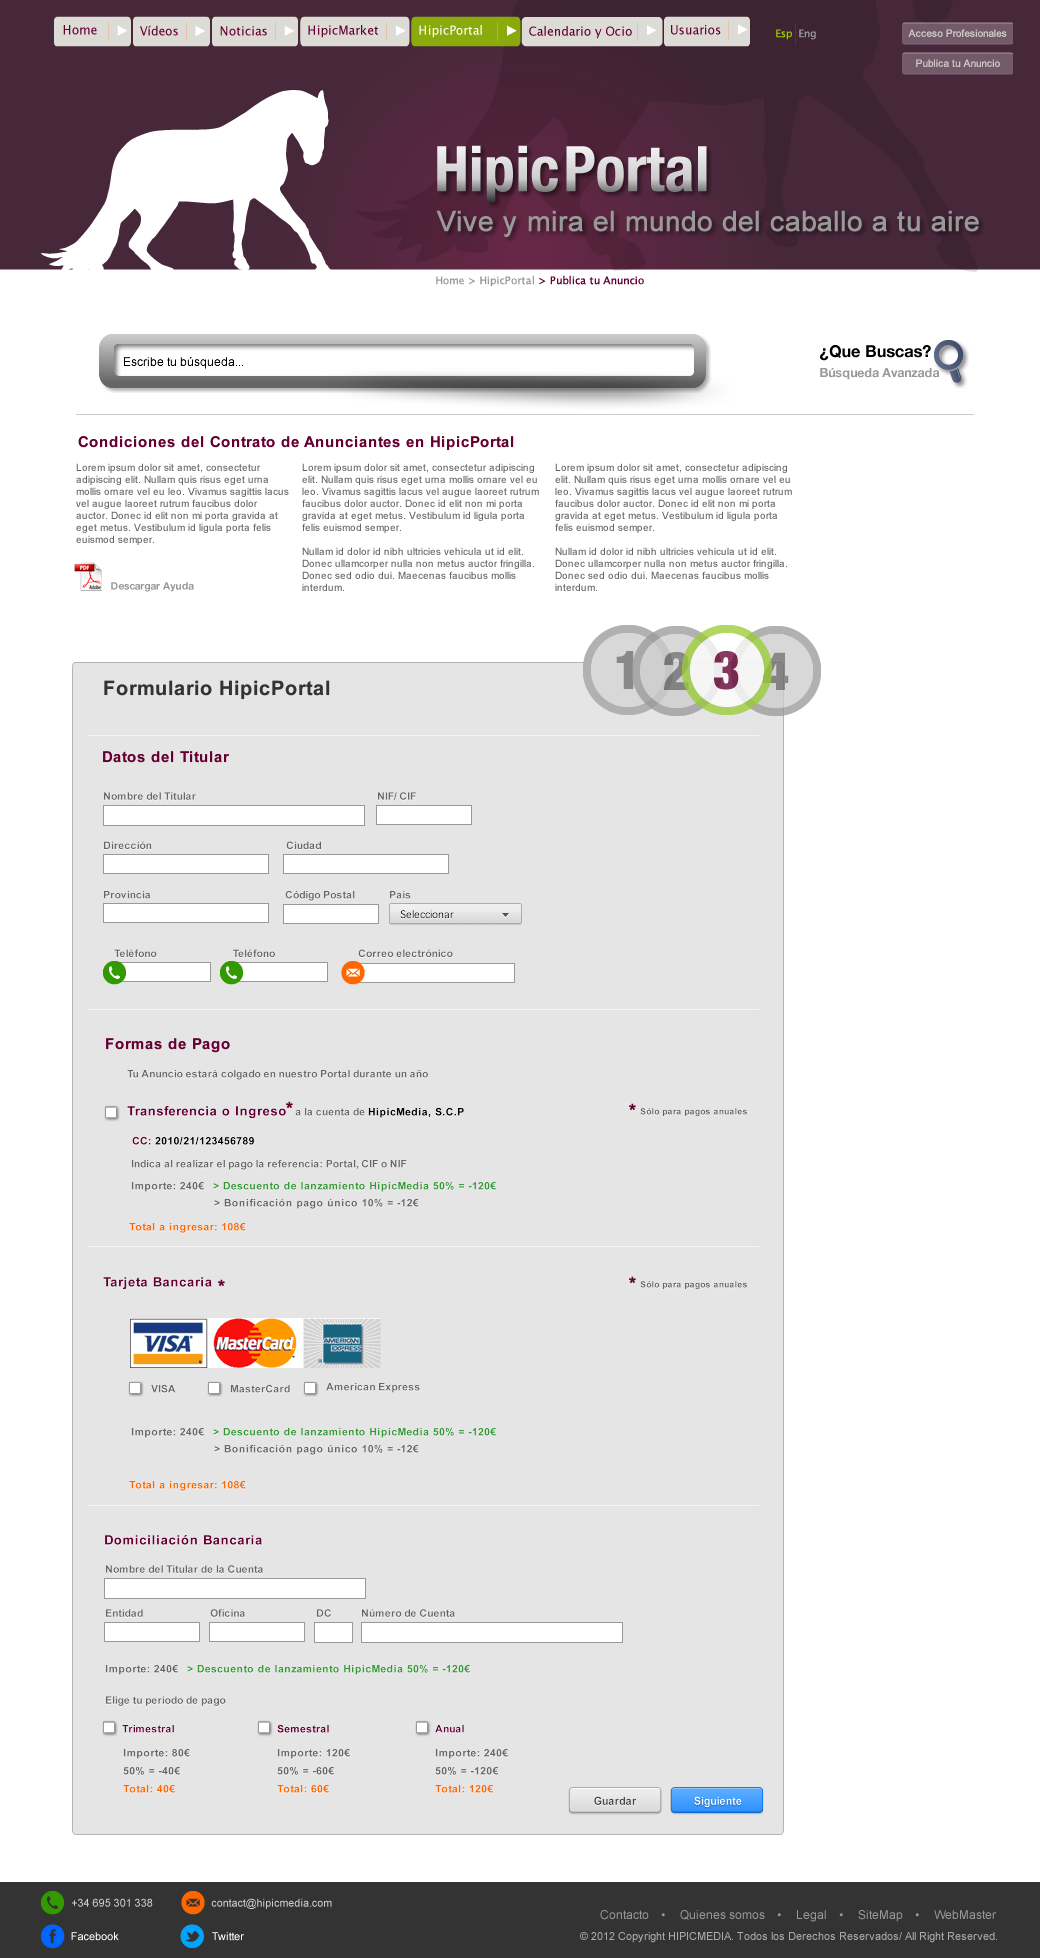 Home
Vídeos
Noticias
HipicMarket
HipicPortal
Calendario y Ocio
Usuarios
Esp Eng
Acceso Profesionales
Publica tu Anuncio
HipicPortal
Vive y mira el mundo del caballo a tu aire
Home > HipicPortal > Publica tu Anuncio
Escribe tu búsqueda...
¿Que Buscas?
Búsqueda Avanzada
Condiciones del Contrato de Anunciantes en HipicPortal
Lorem ipsum dolor sit amet, consectetur
adipiscing elit. Nullam quis risus eget urna
mollis ornare vel eu leo. Vivamus sagittis lacus
vel augue laoreet rutrum faucibus dolor
auctor. Donec id elit non mi porta gravida at
eget metus. Vestibulum id ligula porta felis
euismod semper.
PDF
Adobe
Descargar Ayuda
Lorem ipsum dolor sit amet, consectetur adipiscing
elit. Nullam quis risus eget urna mollis ornare vel eu
leo. Vivamus sagittis lacus vel augue laoreet rutrum
faucibus dolor auctor. Donec id elit non mi porta
gravida at eget metus. Vestibulum id ligula porta
felis euismod semper.
Nullam id dolor id nibh ultricies vehicula ut id elit.
Donec ullamcorper nulla non metus auctor fringilla.
Donec sed odio dui. Maecenas faucibus mollis
interdum.
Lorem ipsum dolor sit amet, consectetur adipiscing
elit. Nullam quis risus eget urna mollis ornare vel eu
leo. Vivamus sagittis lacus vel augue laoreet rutrum
faucibus dolor auctor. Donec id elit non mi porta
gravida at eget metus. Vestibulum id ligula porta
felis euismod semper.
Nullam id dolor id nibh ultricies vehicula ut id elit.
Donec ullamcorper nulla non metus auctor fringilla.
Donec sed odio dui. Maecenas faucibus mollis
interdum.
1 2 3 4
Formulario HipicPortal
Datos del Titular
Nombre del Titular
NIF/ CIF
Dirección
Ciudad
Provincia
Código Postal
País
Seleccionar
Teléfono
Teléfono
Correo electrónico
Formas de Pago
Tu Anuncio estará colgado en nuestro Portal durante un año
Transferencia o Ingreso* a la cuenta de HipicMedia, S.C.P
* Sólo para pagos anuales
CC: 2010/21/123456789
Indica al realizar el pago la referencia: Portal, CIF o NIF
Importe: 240€ > Descuento de lanzamiento HipicMedia 50% = -120€
> Bonificación pago único 10% = -12€
Total a ingresar: 108€
Tarjeta Bancaria *
* Sólo para pagos anuales
VISA
MasterCard
AMERICAN EXPRESS
VISA
MasterCard
American Express
Importe: 240€ > Descuento de lanzamiento HipicMedia 50% = -120€
> Bonificación pago único 10% = -12€
Total a ingresar: 108€
Domiciliación Bancaria
Nombre del Titular de la Cuenta
Entidad
Oficina
DC
Número de Cuenta
Importe: 240€ > Descuento de lanzamiento HipicMedia 50% = -120€
Elige tu periodo de pago
Trimestral
Importe: 80€
50% = -40€
Total: 40€
Semestral
Importe: 120€
50% = -60€
Total: 60€
Anual
Importe: 240€
50% = -120€
Total: 120€
Guardar
Siguiente
+34 695 301 338
contact@hipicmedia.com
Facebook
Twitter
Contacto • Quienes somos • Legal • SiteMap • WebMaster
© 2012 Copyright HIPICMEDIA. Todos los Derechos Reservados/ All Right Reserved.